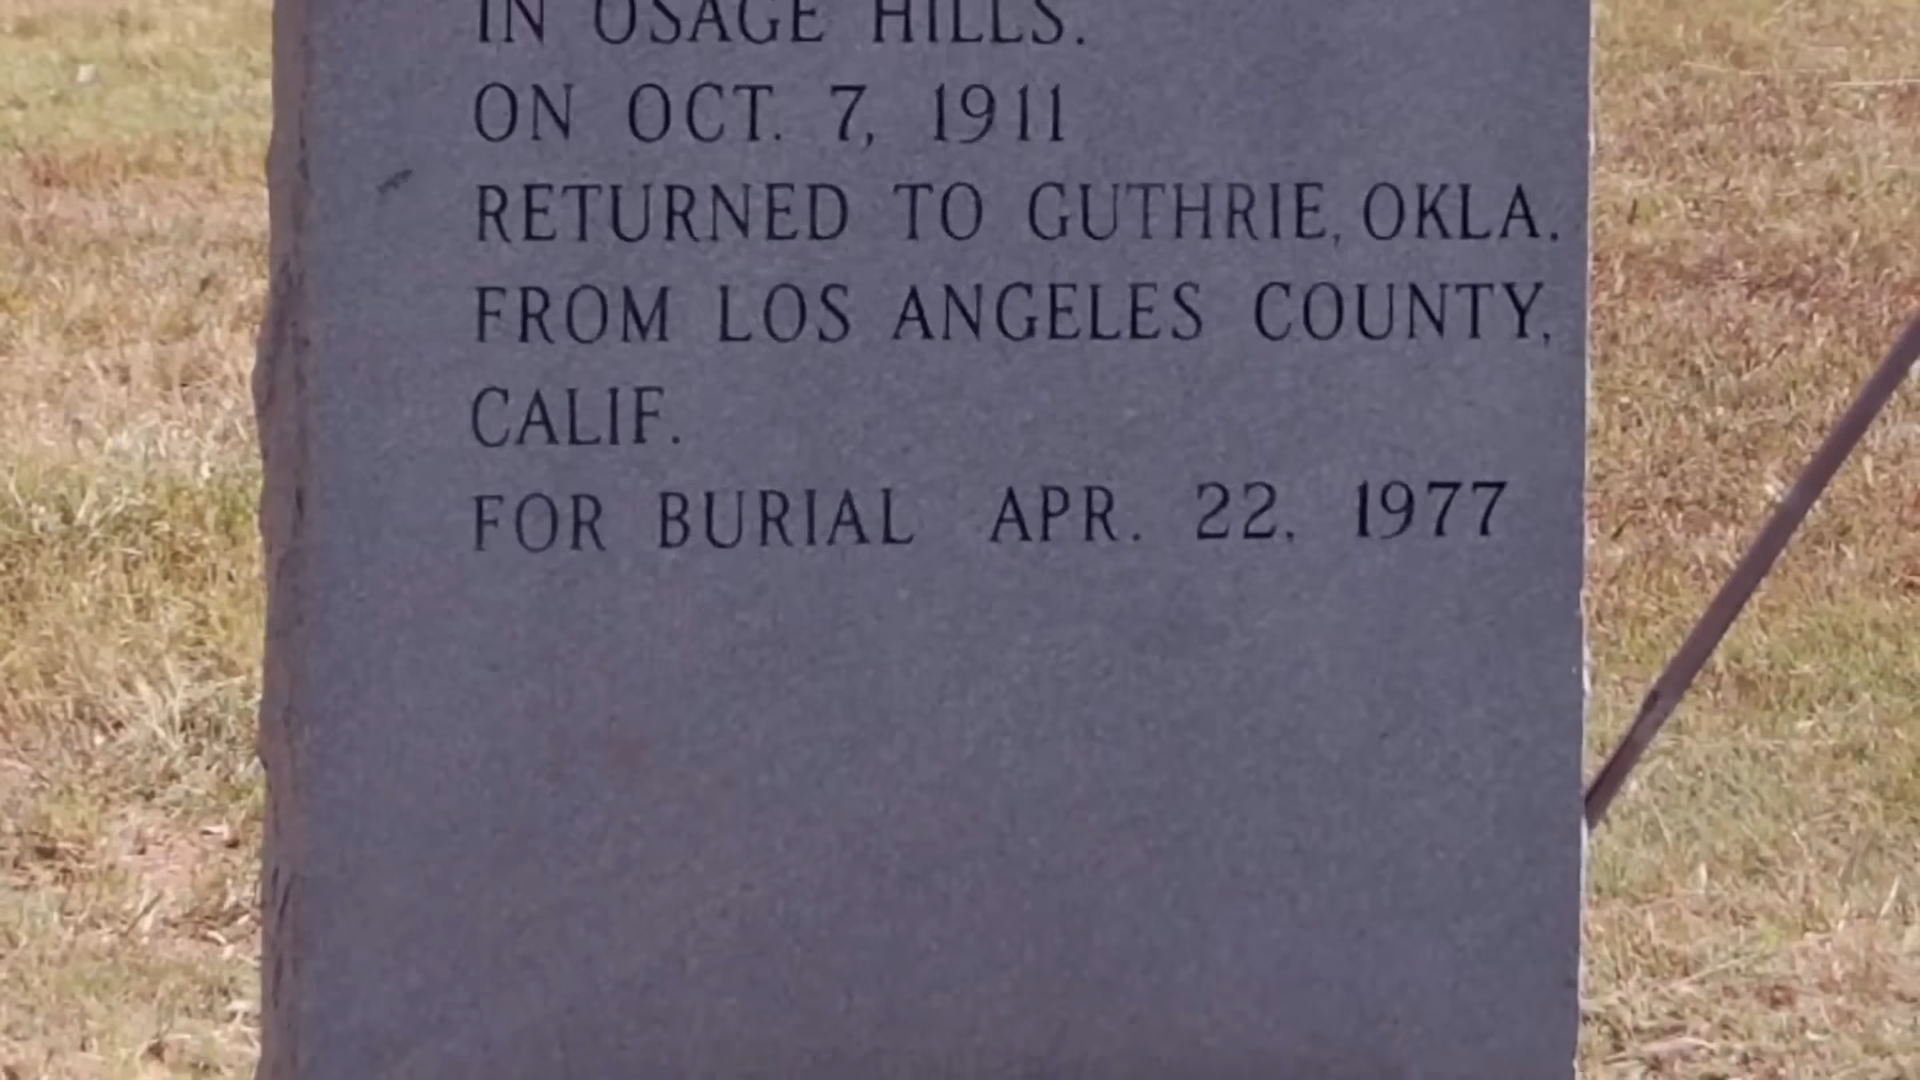 IN OSAGE HILLS.
ON OCT. 7, 1911
RETURNED TO GUTHRIE, OKLA.
FROM LOS ANGELES COUNTY,
CALIF.
FOR BURIAL APR. 22, 1977